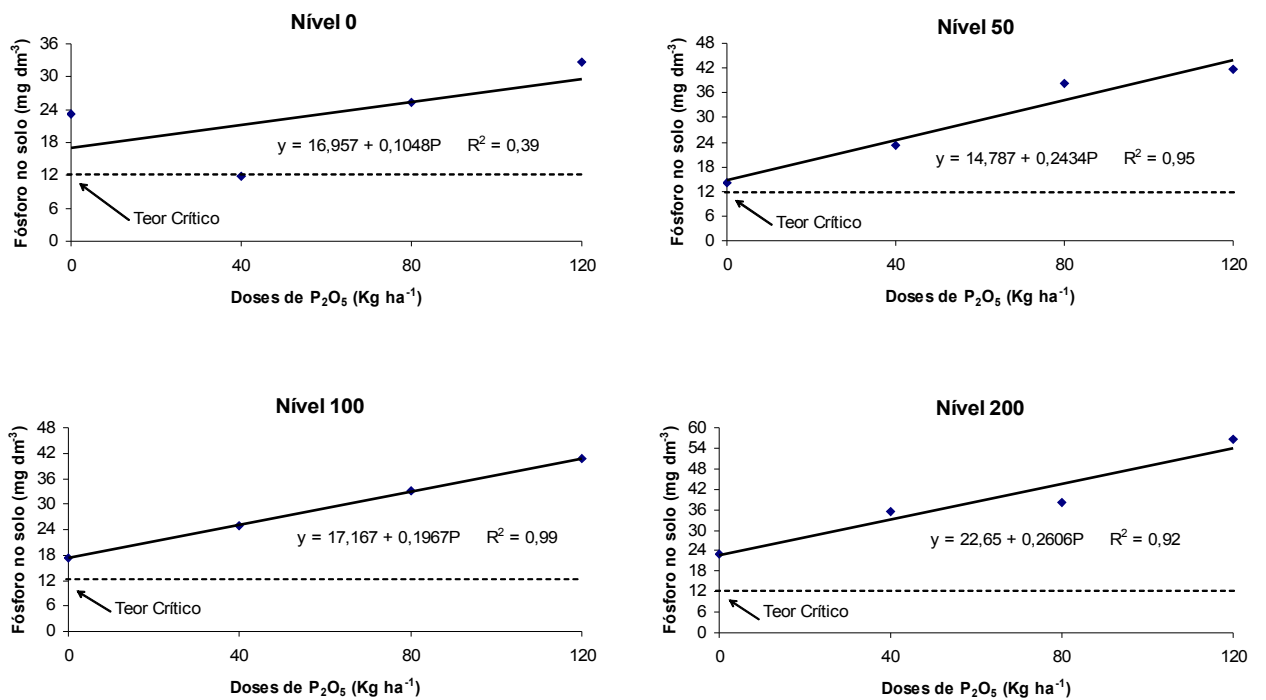 Nível 0
Fósforo no solo (mg dm⁻³)
36
30
24
18
12
6
0
y = 16,957 + 0,1048P R² = 0,39
Teor Crítico
0 40 80 120
Doses de P₂O₅ (Kg ha⁻¹)
Nível 50
Fósforo no solo (mg dm⁻³)
48
42
36
30
24
18
12
6
0
y = 14,787 + 0,2434P R² = 0,95
Teor Crítico
0 40 80 120
Doses de P₂O₅ (Kg ha⁻¹)
Nível 100
Fósforo no solo (mg dm⁻³)
48
42
36
30
24
18
12
6
0
y = 17,167 + 0,1967P R² = 0,99
Teor Crítico
0 40 80 120
Doses de P₂O₅ (Kg ha⁻¹)
Nível 200
Fósforo no solo (mg dm⁻³)
60
54
48
42
36
30
24
18
12
6
0
y = 22,65 + 0,2606P R² = 0,92
Teor Crítico
0 40 80 120
Doses de P₂O₅ (Kg ha⁻¹)